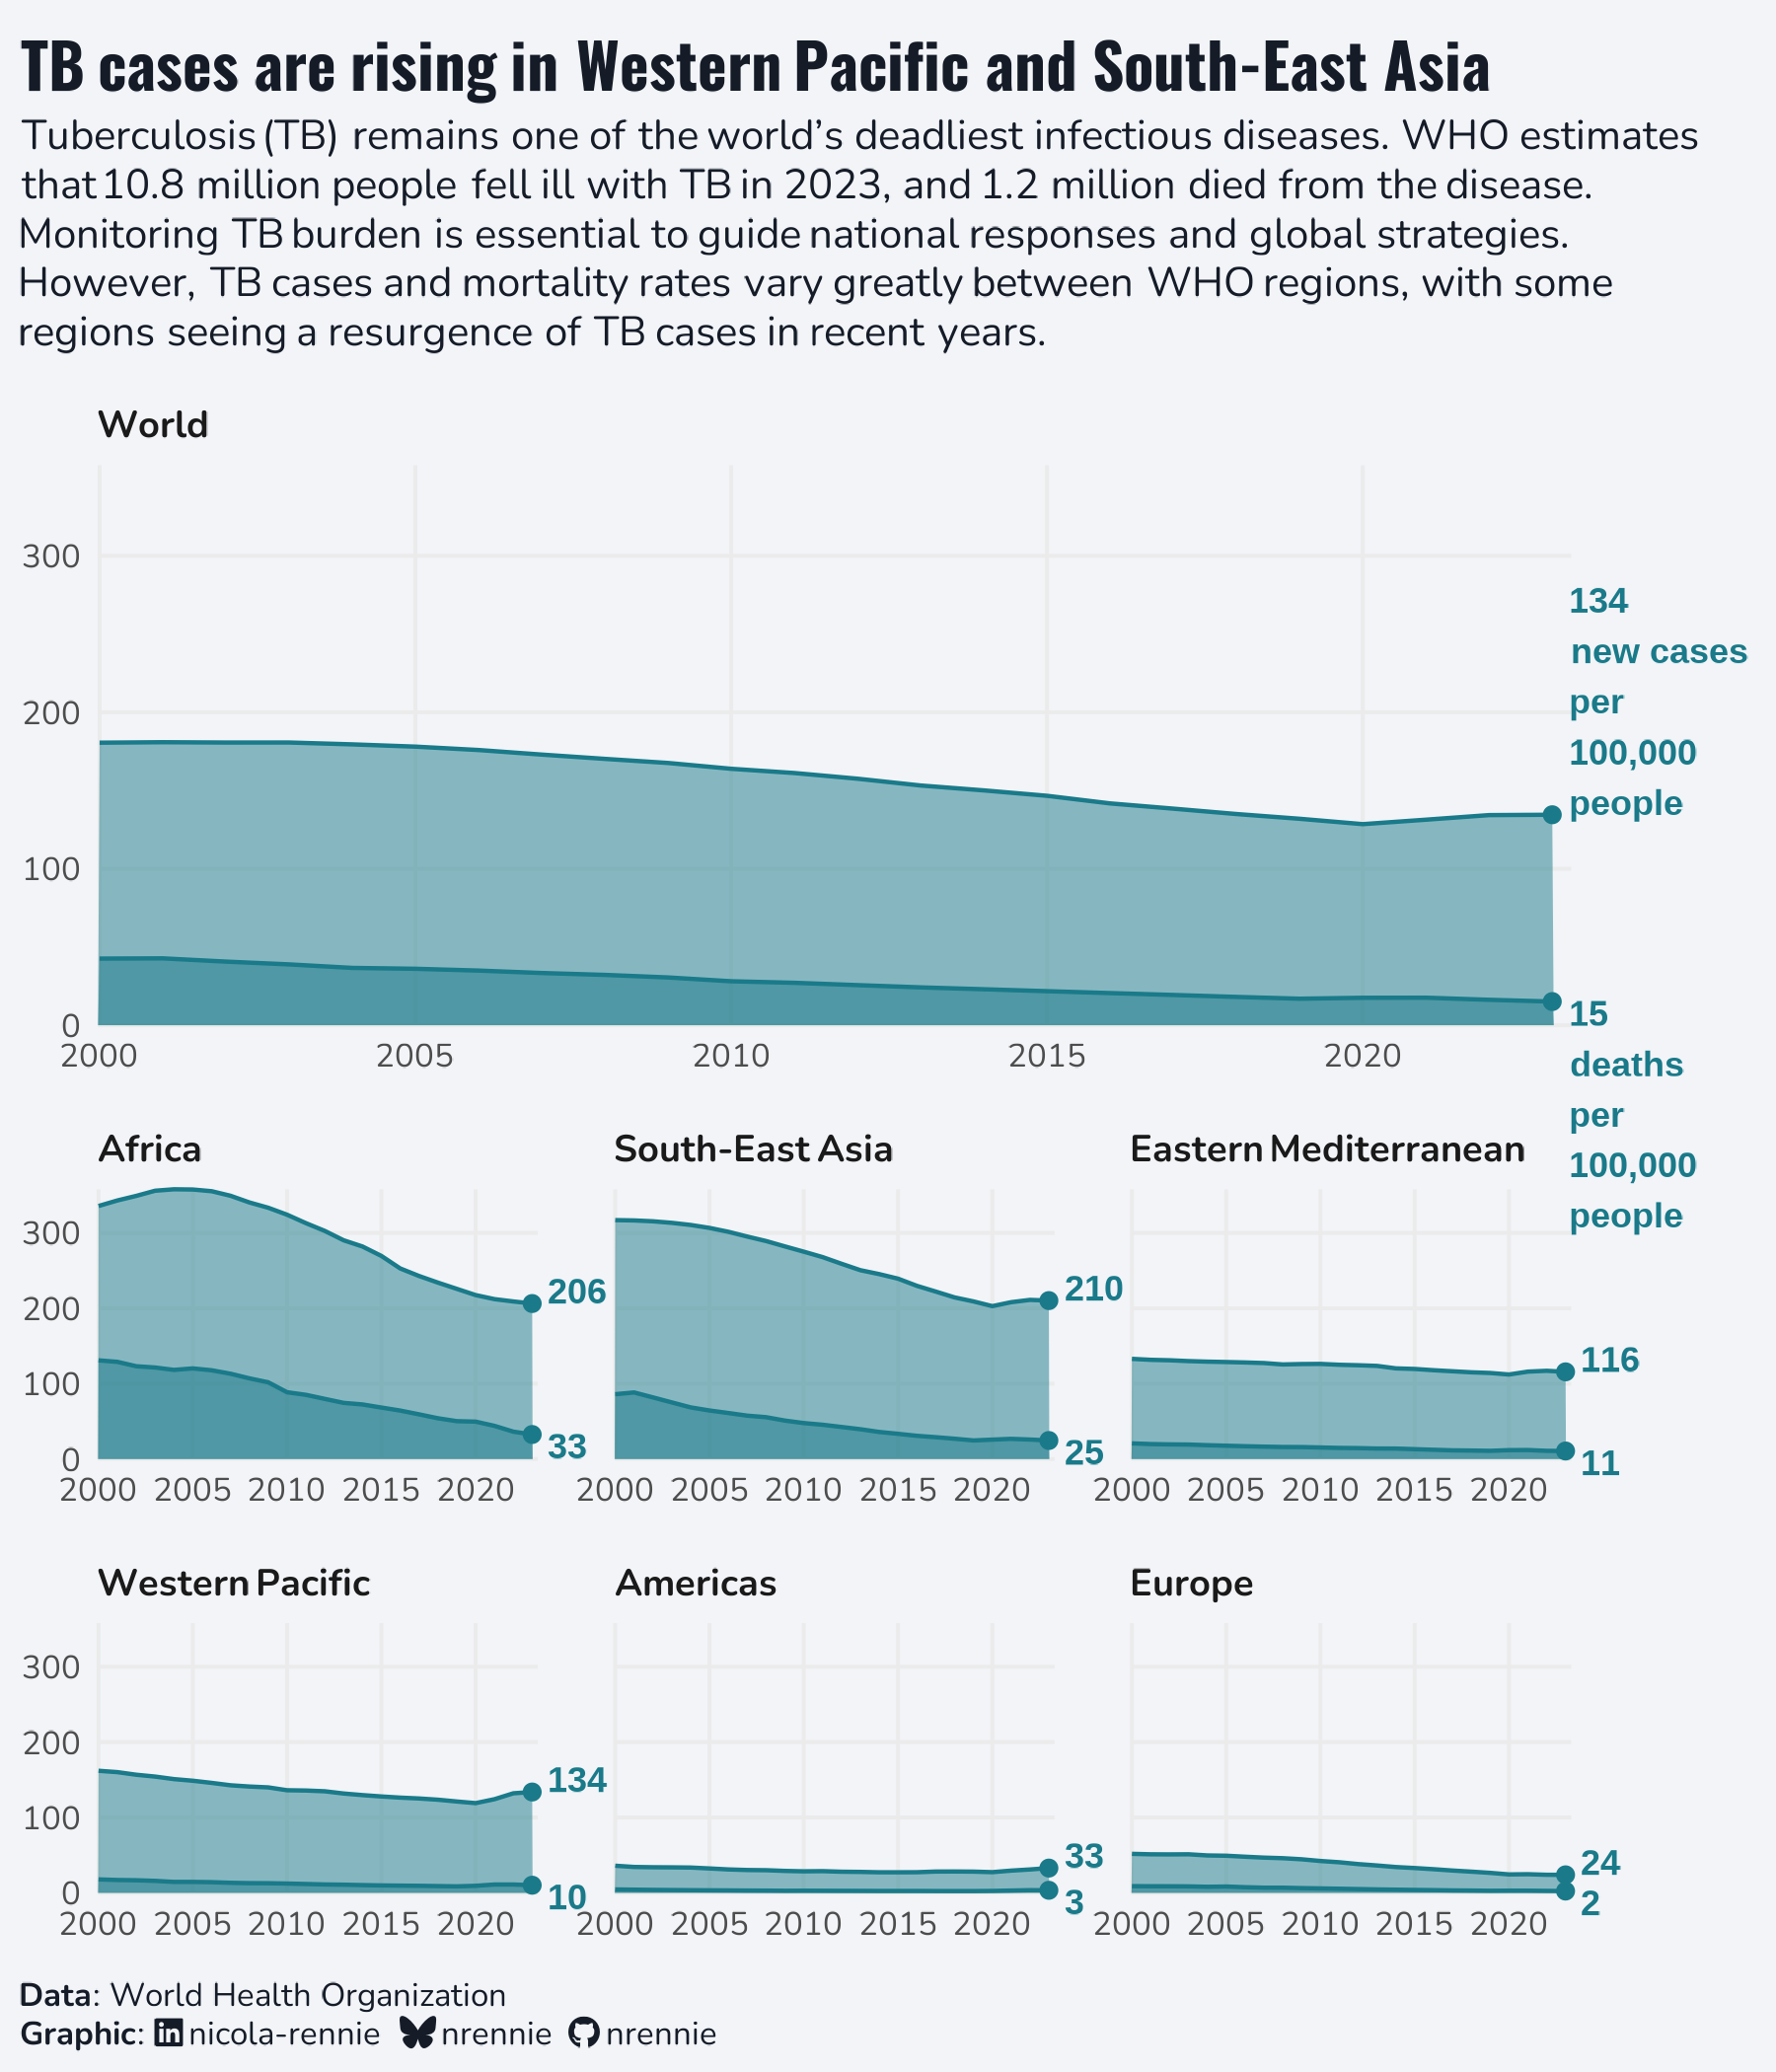 TB cases are rising in Western Pacific and South-East Asia
Tuberculosis (TB) remains one of the world’s deadliest infectious diseases. WHO estimates
that 10.8 million people fell ill with TB in 2023, and 1.2 million died from the disease.
Monitoring TB burden is essential to guide national responses and global strategies.
However, TB cases and mortality rates vary greatly between WHO regions, with some
regions seeing a resurgence of TB cases in recent years.
World
300
200
100
0
2000 2005 2010 2015 2020
134
new cases
per
100,000
people
15
deaths
per
100,000
people
Africa
300
200
100
0
2000 2005 2010 2015 2020
206
33
South-East Asia
2000 2005 2010 2015 2020
210
25
Eastern Mediterranean
2000 2005 2010 2015 2020
116
11
Western Pacific
300
200
100
0
2000 2005 2010 2015 2020
134
10
Americas
2000 2005 2010 2015 2020
33
3
Europe
2000 2005 2010 2015 2020
24
2
Data: World Health Organization
Graphic: nicola-rennie nrennie nrennie